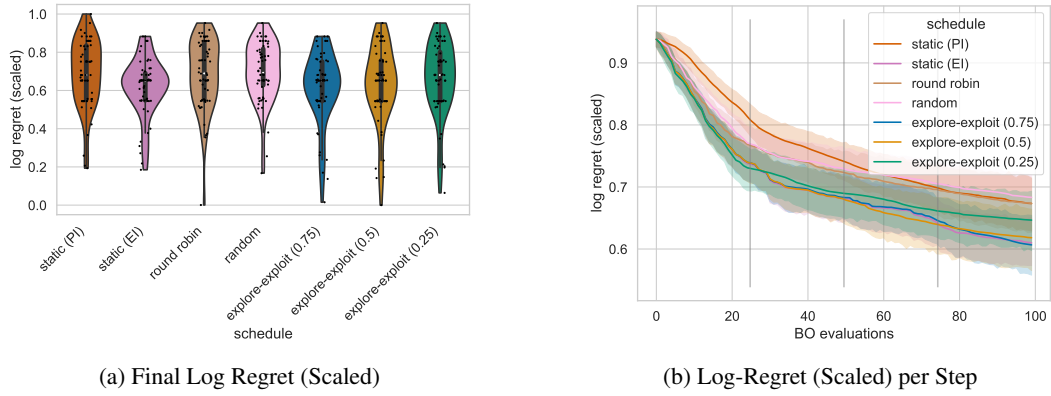 log regret (scaled)
1.0
0.8
0.6
0.4
0.2
0.0
static (PI)
static (EI)
round robin
random
explore-exploit (0.75)
explore-exploit (0.5)
explore-exploit (0.25)
schedule
(a) Final Log Regret (Scaled)
log regret (scaled)
0.9
0.8
0.7
0.6
0
20
40
60
80
100
BO evaluations
schedule
static (PI)
static (EI)
round robin
random
explore-exploit (0.75)
explore-exploit (0.5)
explore-exploit (0.25)
(b) Log-Regret (Scaled) per Step